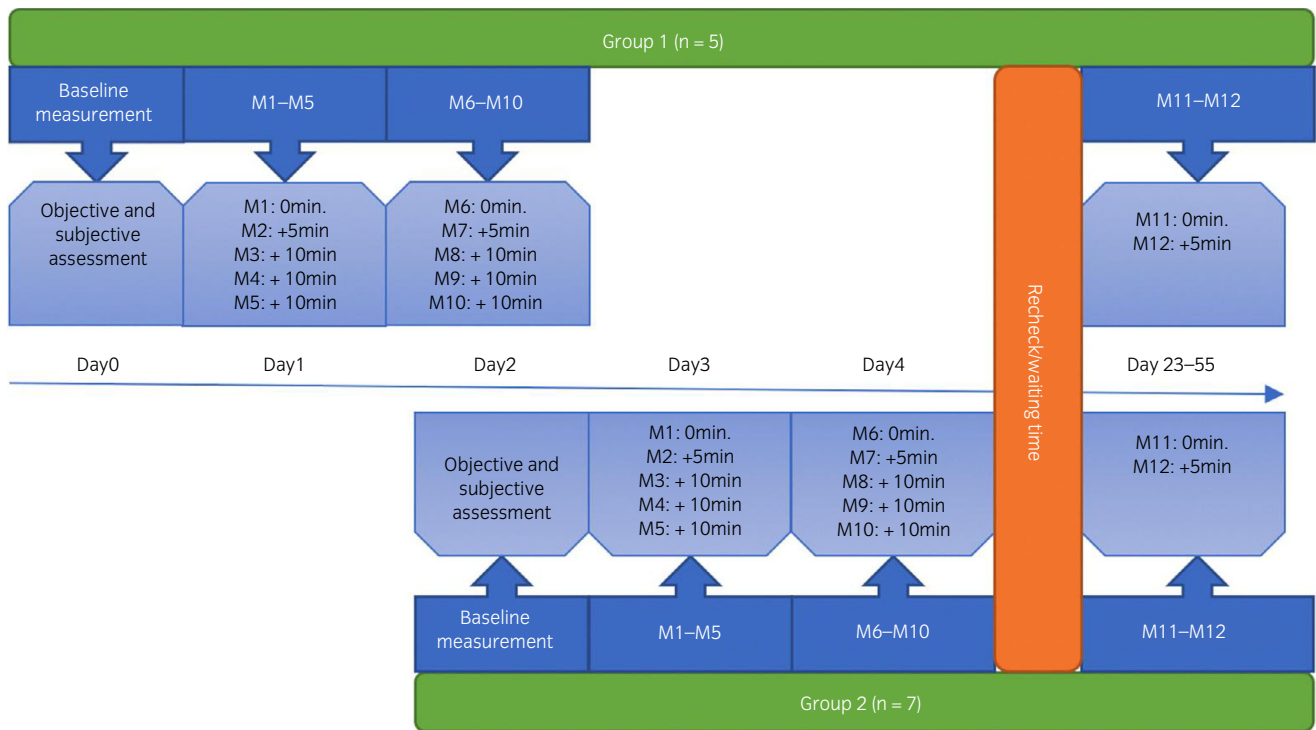 Group 1 (n = 5)
Baseline
measurement
M1–M5
M6–M10
M11–M12
Objective and
subjective
assessment
M1: 0min.
M2: +5min
M3: + 10min
M4: + 10min
M5: + 10min
M6: 0min.
M7: +5min
M8: + 10min
M9: + 10min
M10: + 10min
M11: 0min.
M12: +5min
Recheck/waiting time
Day0
Day1
Day2
Day3
Day4
Day 23–55
Objective and
subjective
assessment
M1: 0min.
M2: +5min
M3: + 10min
M4: + 10min
M5: + 10min
M6: 0min.
M7: +5min
M8: + 10min
M9: + 10min
M10: + 10min
M11: 0min.
M12: +5min
Baseline
measurement
M1–M5
M6–M10
M11–M12
Group 2 (n = 7)